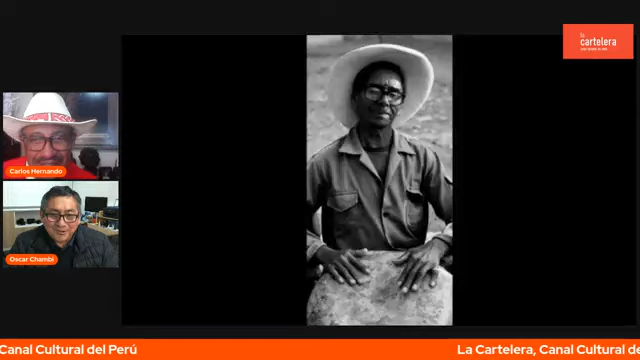 la
cartelera
Carlos Hernando
Oscar Chambi
Canal Cultural del Perú
La Cartelera, Canal Cultural de